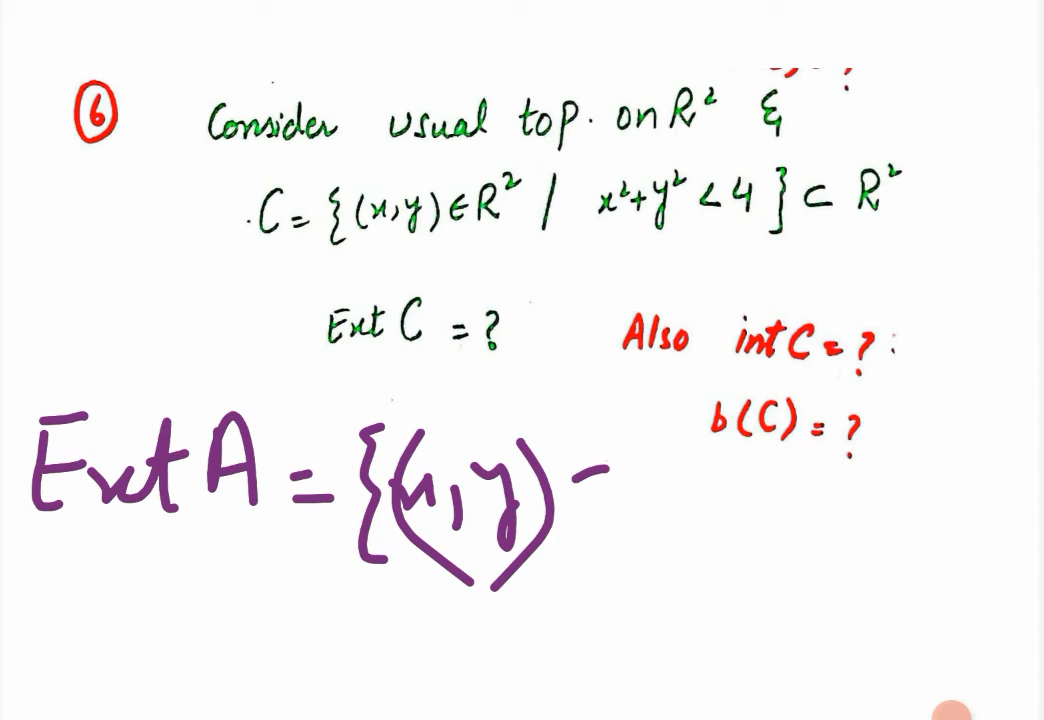 6 Consider usual top. on R² &
C = {(x,y) ∈ R² / x²+y² < 4} ⊂ R²
Ext C = ? Also int C = ?
b(C) = ?
Ext A = {(x,y) -